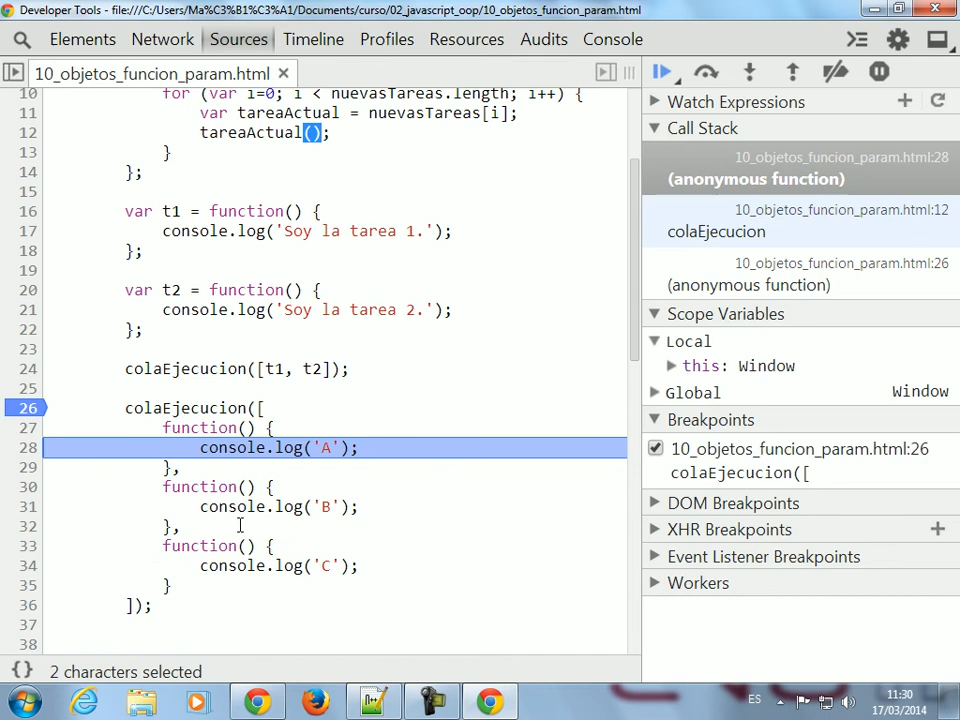 Developer Tools - file:///C:/Users/Ma%C3%B1%C3%A1/Documents/curso/02_javascript_oop/10_objetos_funcion_param.html
Elements Network Sources Timeline Profiles Resources Audits Console
10_objetos_funcion_param.html
10 for (var i=0; i < nuevasTareas.length; i++) {
11 var tareaActual = nuevasTareas[i];
12 tareaActual();
13 }
14 };
15
16 var t1 = function() {
17 console.log('Soy la tarea 1.');
18 };
19
20 var t2 = function() {
21 console.log('Soy la tarea 2.');
22 };
23
24 colaEjecucion([t1, t2]);
25
26 colaEjecucion([
27 function() {
28 console.log('A');
29 },
30 function() {
31 console.log('B');
32 },
33 function() {
34 console.log('C');
35 }
36 ]);
37
38
{} 2 characters selected
Watch Expressions
Call Stack
10_objetos_funcion_param.html:28
(anonymous function)
10_objetos_funcion_param.html:12
colaEjecucion
10_objetos_funcion_param.html:26
(anonymous function)
Scope Variables
Local
this: Window
Global Window
Breakpoints
10_objetos_funcion_param.html:26
colaEjecucion([
DOM Breakpoints
XHR Breakpoints
Event Listener Breakpoints
Workers
ES
11:30
17/03/2014